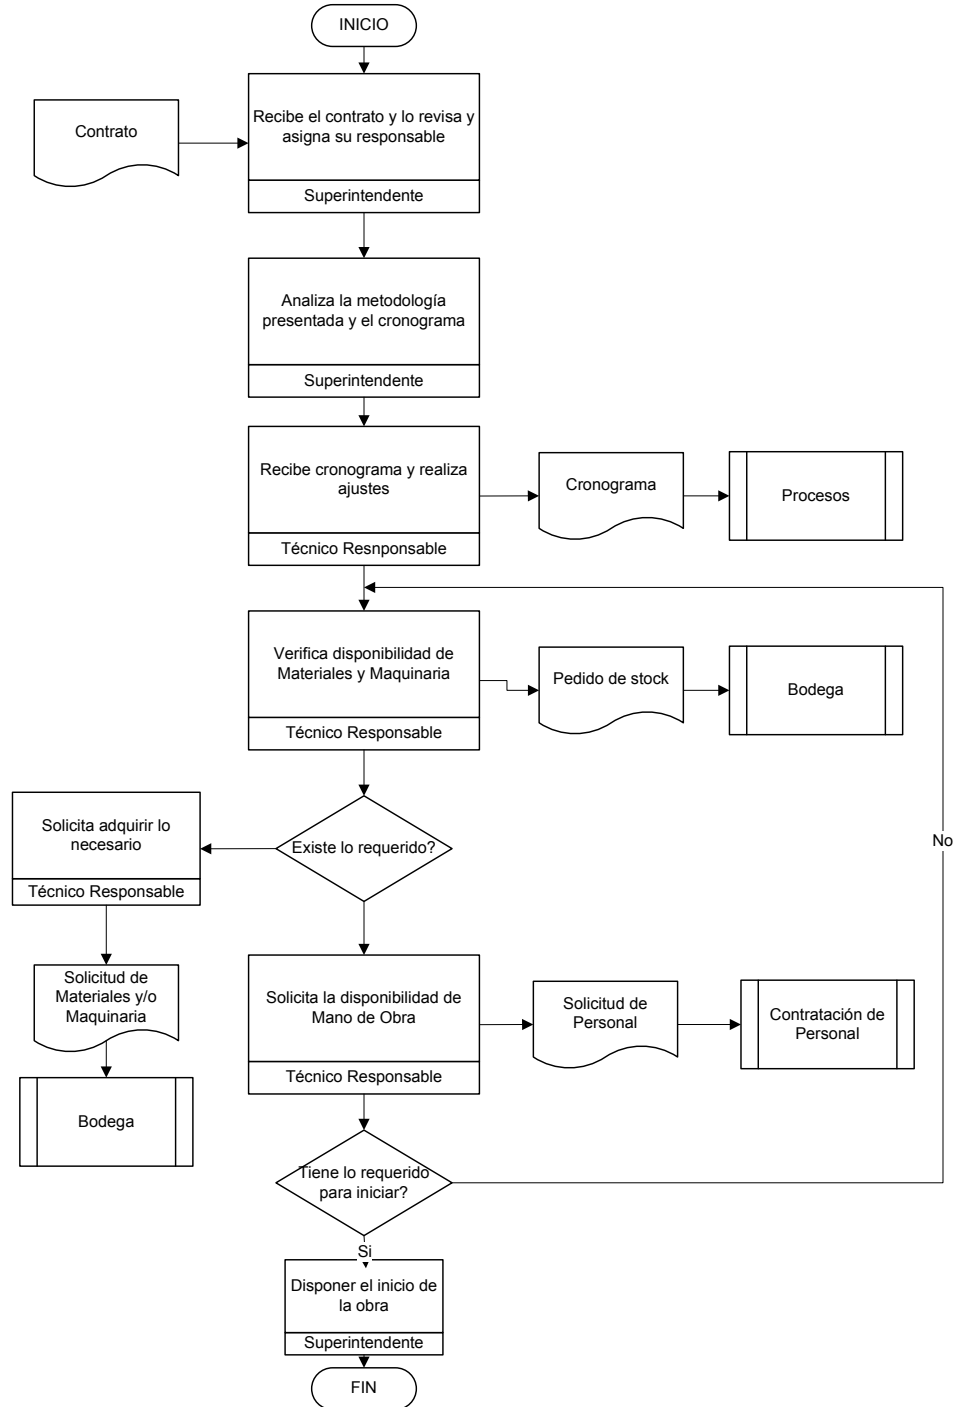 INICIO
Contrato
Recibe el contrato y lo revisa y
asigna su responsable
Superintendente
Analiza la metodología
presentada y el cronograma
Superintendente
Recibe cronograma y realiza
ajustes
Técnico Resnponsable
Cronograma
Procesos
Verifica disponibilidad de
Materiales y Maquinaria
Técnico Responsable
Pedido de stock
Bodega
Existe lo requerido?
Solicita adquirir lo
necesario
Técnico Responsable
No
Solicitud de
Materiales y/o
Maquinaria
Bodega
Solicita la disponibilidad de
Mano de Obra
Técnico Responsable
Solicitud de
Personal
Contratación de
Personal
Tiene lo requerido
para iniciar?
Si
Disponer el inicio de
la obra
Superintendente
FIN